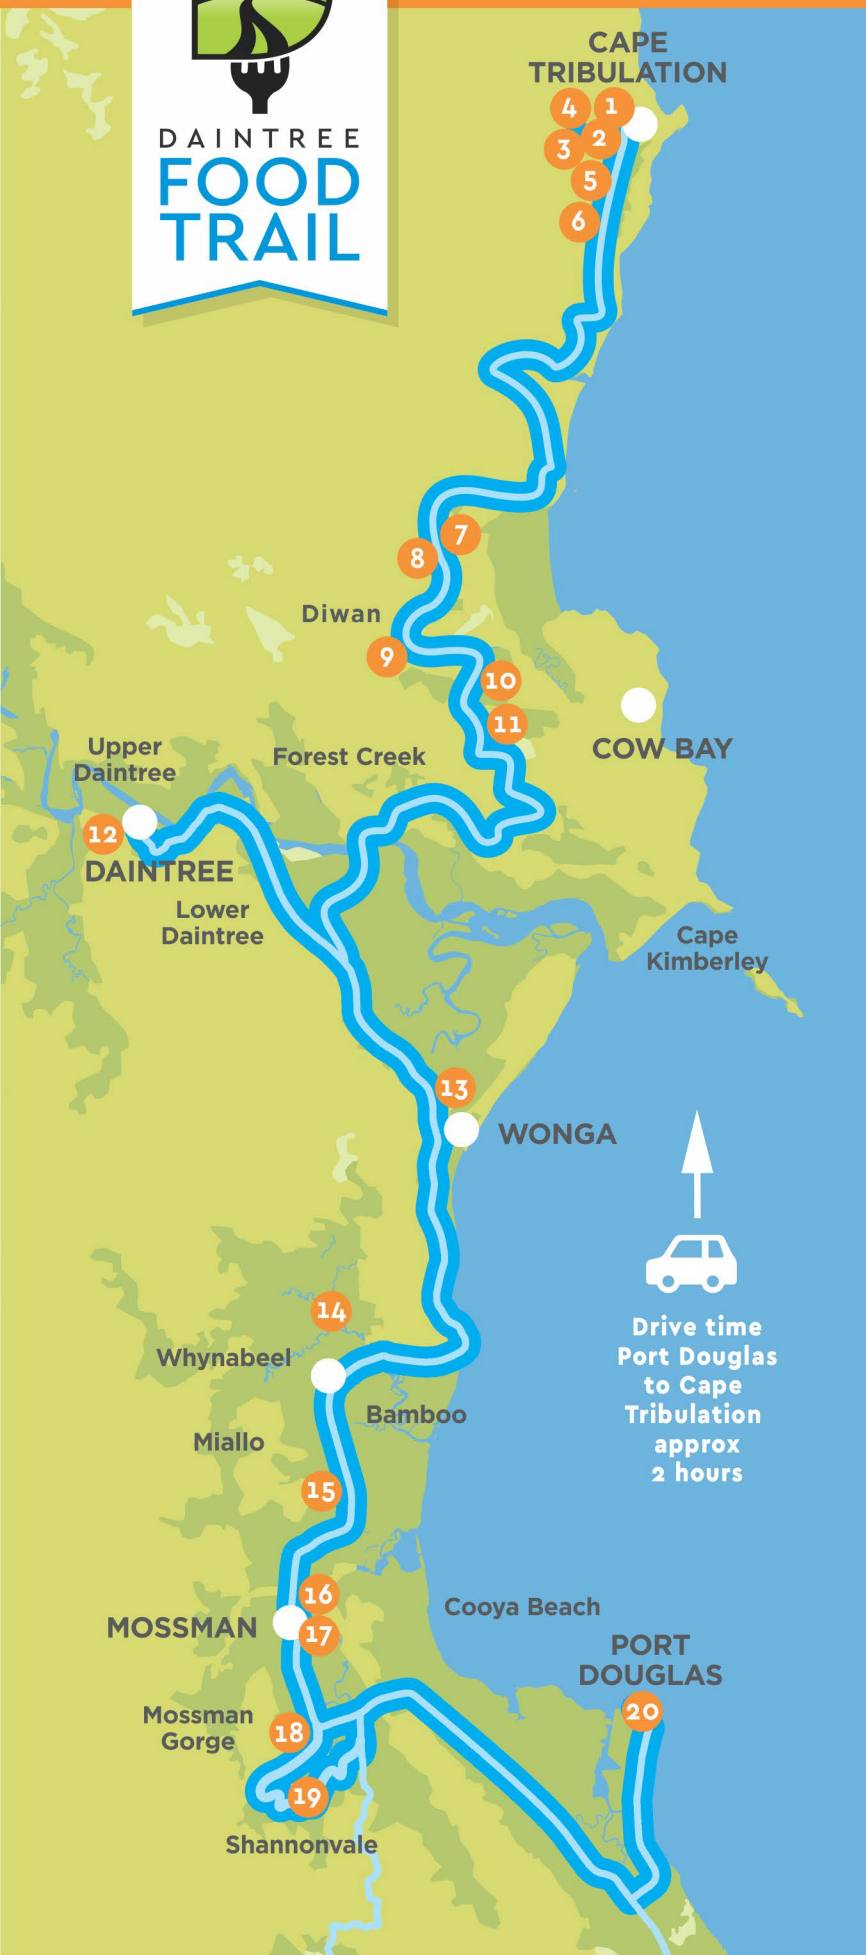 DAINTREE
FOOD
TRAIL
CAPE
TRIBULATION
4
1
3
2
5
6
7
8
Diwan
9
10
11
COW BAY
Upper
Daintree
Forest Creek
12
DAINTREE
Lower
Daintree
Cape
Kimberley
13
WONGA
14
Whynabeel
Bamboo
Miallo
15
Drive time
Port Douglas
to Cape
Tribulation
approx
2 hours
16
MOSSMAN
17
Cooya Beach
PORT
DOUGLAS
20
Mossman
Gorge
18
19
Shannonvale